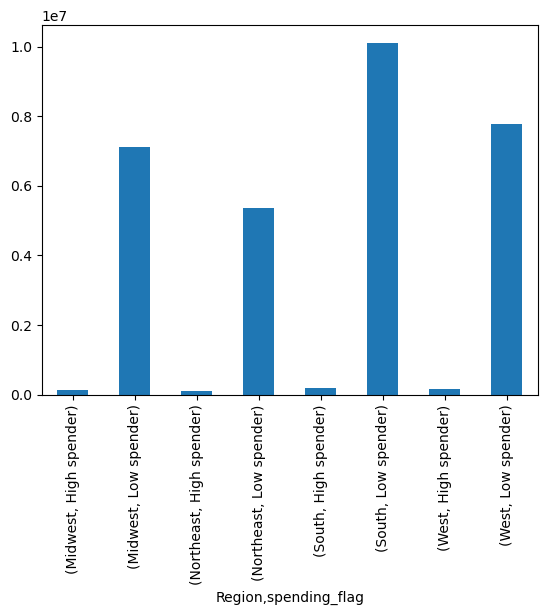 1e7
1.0
0.8
0.6
0.4
0.2
0.0
(Midwest, High spender)
(Midwest, Low spender)
(Northeast, High spender)
(Northeast, Low spender)
(South, High spender)
(South, Low spender)
(West, High spender)
(West, Low spender)
Region,spending_flag